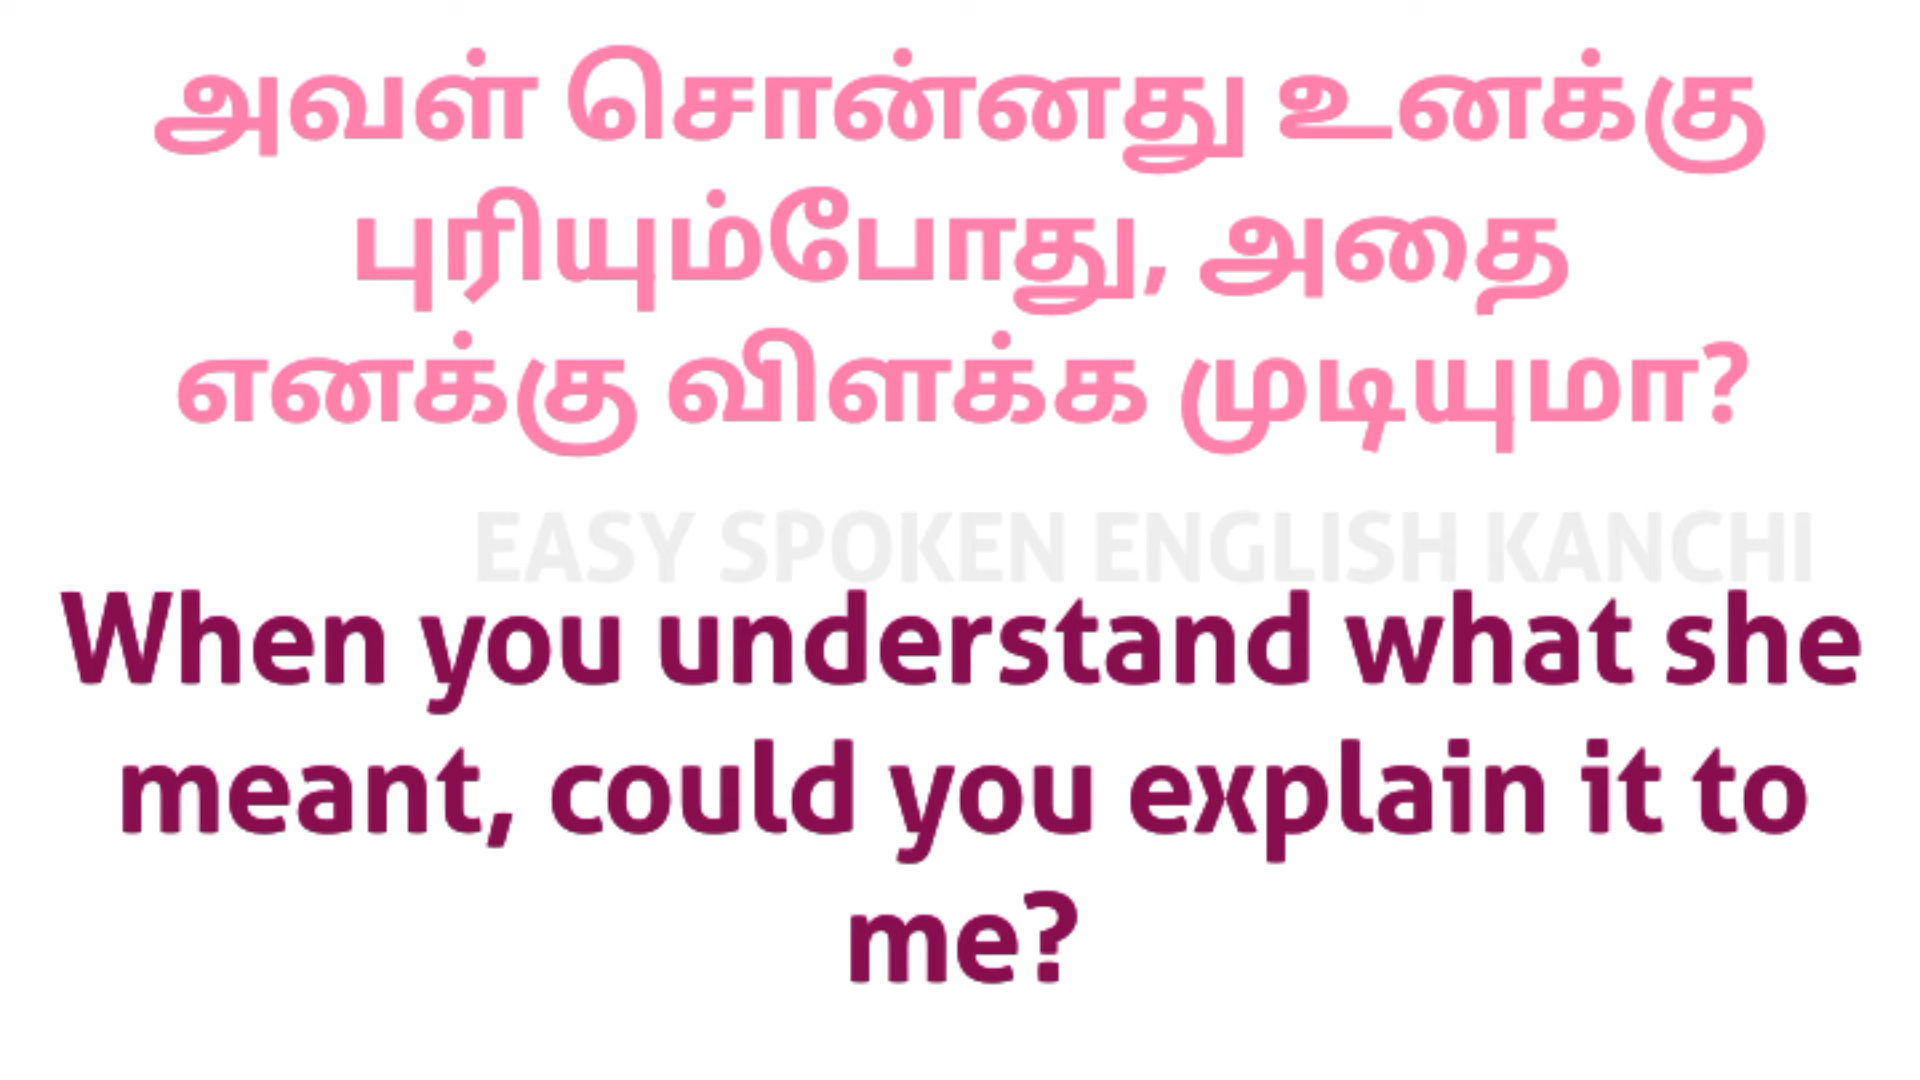 அவள் சொன்னது உனக்கு
புரியும்போது, அதை
எனக்கு விளக்க முடியுமா?
EASY SPOKEN ENGLISH KANCHI
When you understand what she
meant, could you explain it to
me?